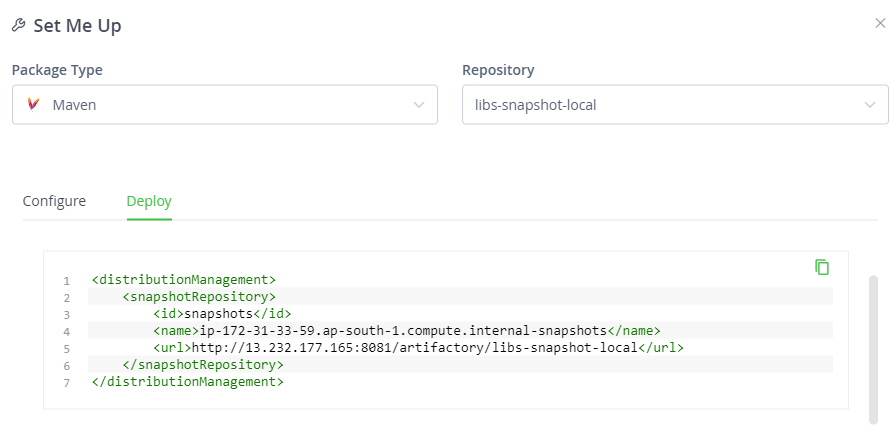 Set Me Up
Package Type
Repository
Maven
libs-snapshot-local
Configure
Deploy
1 <distributionManagement>
2     <snapshotRepository>
3         <id>snapshots</id>
4         <name>ip-172-31-33-59.ap-south-1.compute.internal-snapshots</name>
5         <url>http://13.232.177.165:8081/artifactory/libs-snapshot-local</url>
6     </snapshotRepository>
7 </distributionManagement>